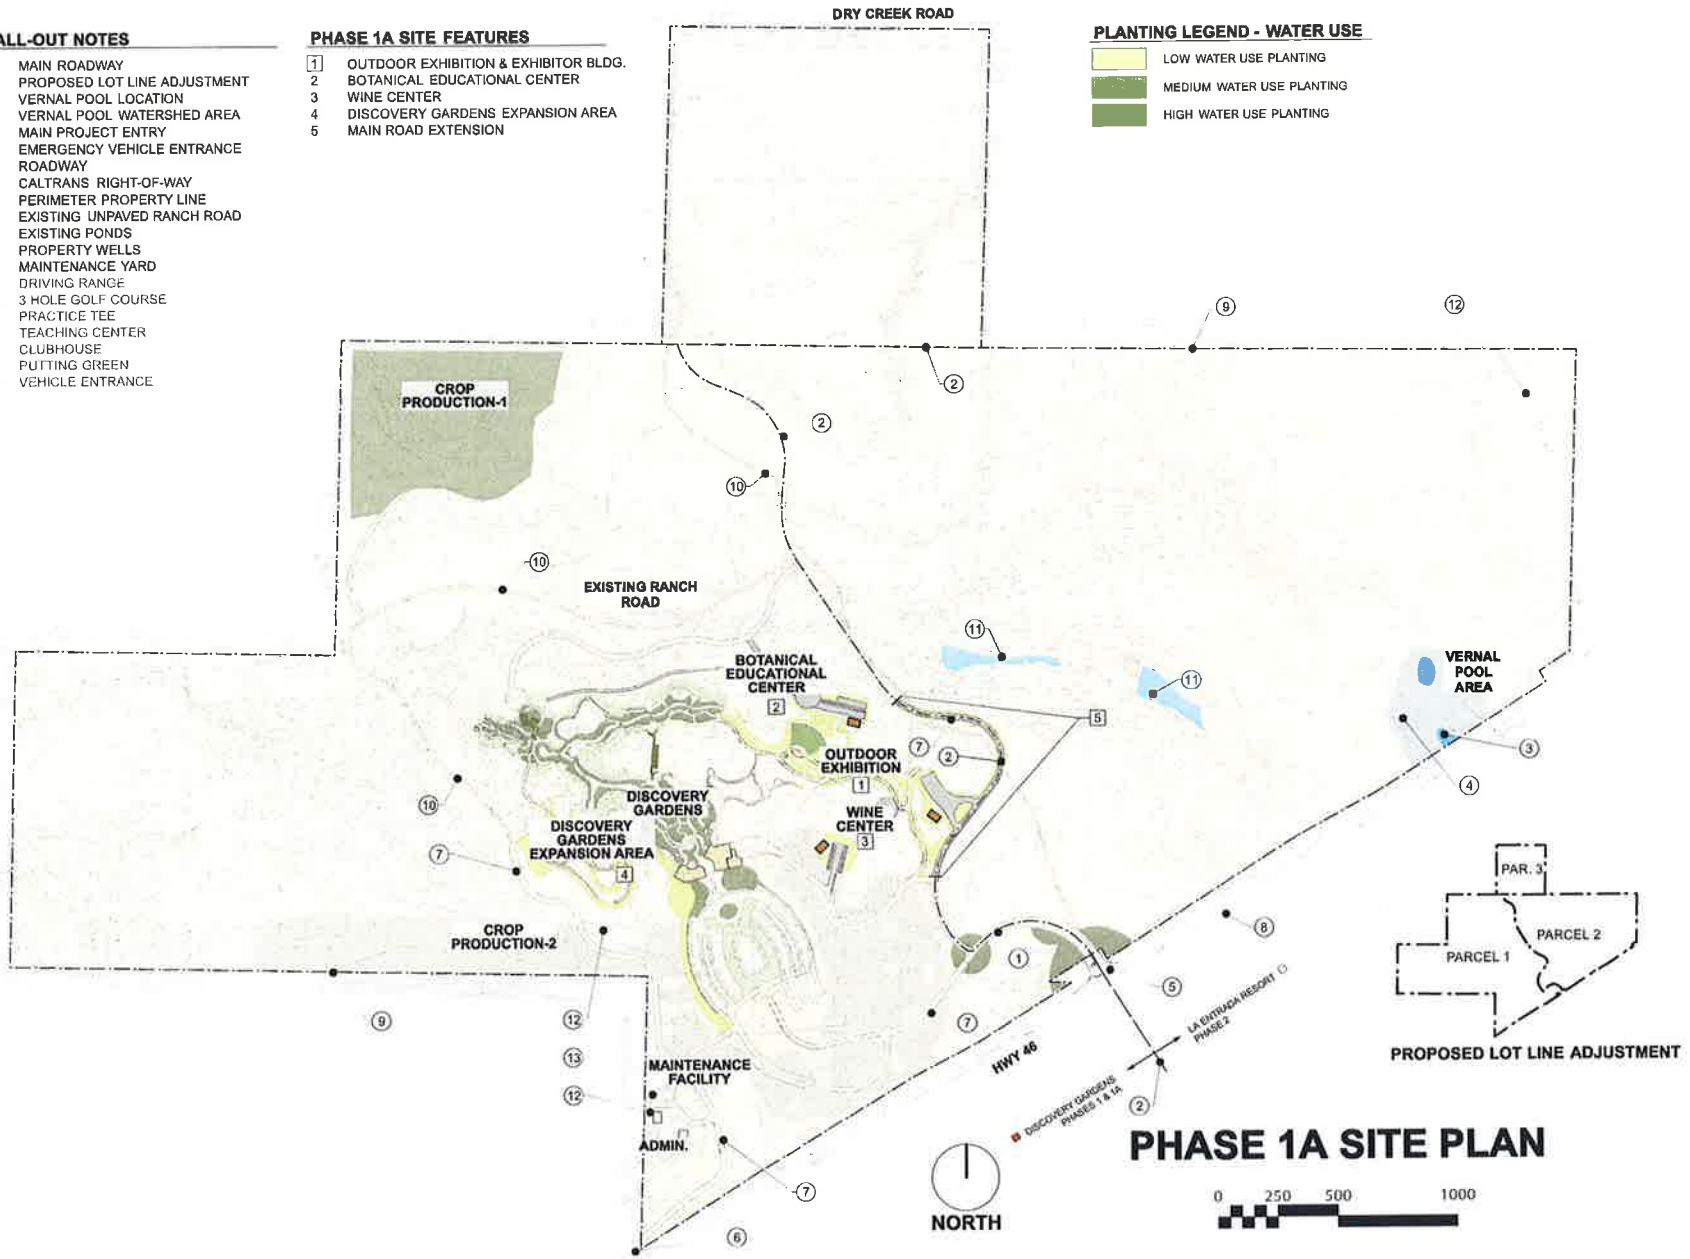 DRY CREEK ROAD
ALL-OUT NOTES
MAIN ROADWAY
PROPOSED LOT LINE ADJUSTMENT
VERNAL POOL LOCATION
VERNAL POOL WATERSHED AREA
MAIN PROJECT ENTRY
EMERGENCY VEHICLE ENTRANCE
ROADWAY
CALTRANS RIGHT-OF-WAY
PERIMETER PROPERTY LINE
EXISTING UNPAVED RANCH ROAD
EXISTING PONDS
PROPERTY WELLS
MAINTENANCE YARD
DRIVING RANGE
3 HOLE GOLF COURSE
PRACTICE TEE
TEACHING CENTER
CLUBHOUSE
PUTTING GREEN
VEHICLE ENTRANCE
PHASE 1A SITE FEATURES
1 OUTDOOR EXHIBITION & EXHIBITOR BLDG.
2 BOTANICAL EDUCATIONAL CENTER
3 WINE CENTER
4 DISCOVERY GARDENS EXPANSION AREA
5 MAIN ROAD EXTENSION
PLANTING LEGEND - WATER USE
LOW WATER USE PLANTING
MEDIUM WATER USE PLANTING
HIGH WATER USE PLANTING
9
12
2
CROP
PRODUCTION-1
2
10
10
EXISTING RANCH
ROAD
11
11
BOTANICAL
EDUCATIONAL
CENTER
2
VERNAL
POOL
AREA
5
3
4
OUTDOOR
EXHIBITION
1
7
2
10
DISCOVERY
GARDENS
WINE
CENTER
3
DISCOVERY
GARDENS
EXPANSION AREA
4
7
CROP
PRODUCTION-2
8
1
5
9
12
7
13
MAINTENANCE
FACILITY
12
ADMIN.
7
6
HWY 46
LA ENTRADA RESORT
PHASE 2
DISCOVERY GARDENS
PHASES 1 & 1A
2
PAR. 3
PARCEL 2
PARCEL 1
PROPOSED LOT LINE ADJUSTMENT
PHASE 1A SITE PLAN
NORTH
0 250 500 1000